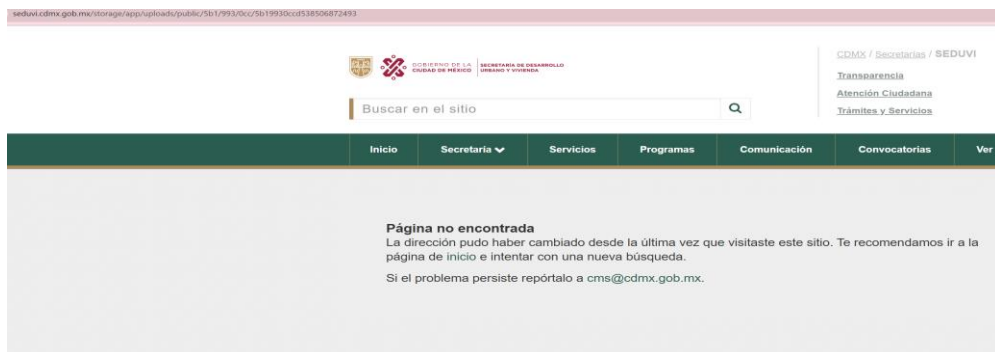 seduvi.cdmx.gob.mx/storage/app/uploads/public/5b1/993/0cc/5b19930ccd538506872493
CDMX / Secretarías / SEDUVI
GOBIERNO DE LA
CIUDAD DE MÉXICO
SECRETARÍA DE DESARROLLO
URBANO Y VIVIENDA
Transparencia
Atención Ciudadana
Trámites y Servicios
Buscar en el sitio
Inicio Secretaría Servicios Programas Comunicación Convocatorias Ver
Página no encontrada
La dirección pudo haber cambiado desde la última vez que visitaste este sitio. Te recomendamos ir a la
página de inicio e intentar con una nueva búsqueda.
Si el problema persiste repórtalo a cms@cdmx.gob.mx.